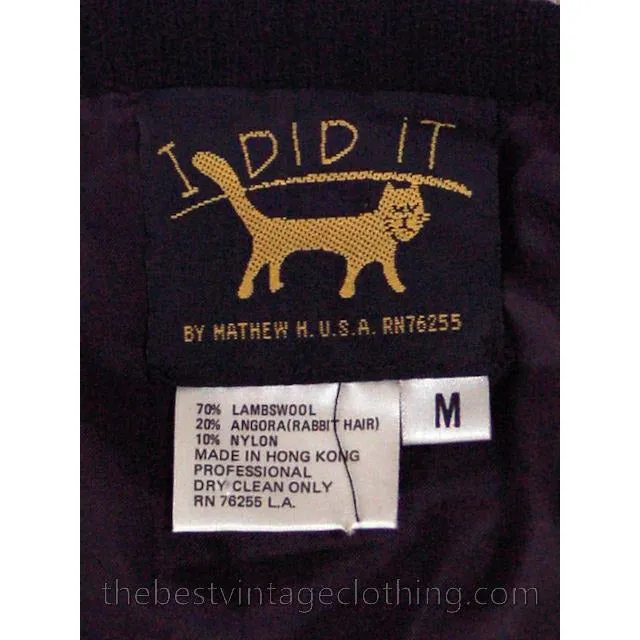 I DID iT
BY MATHEW H. U.S.A. RN76255
70% LAMBSWOOL
20% ANGORA(RABBIT HAIR)
10% NYLON
MADE IN HONG KONG
PROFESSIONAL
DRY CLEAN ONLY
RN 76255 L.A.
M
thebestvintageclothing.com